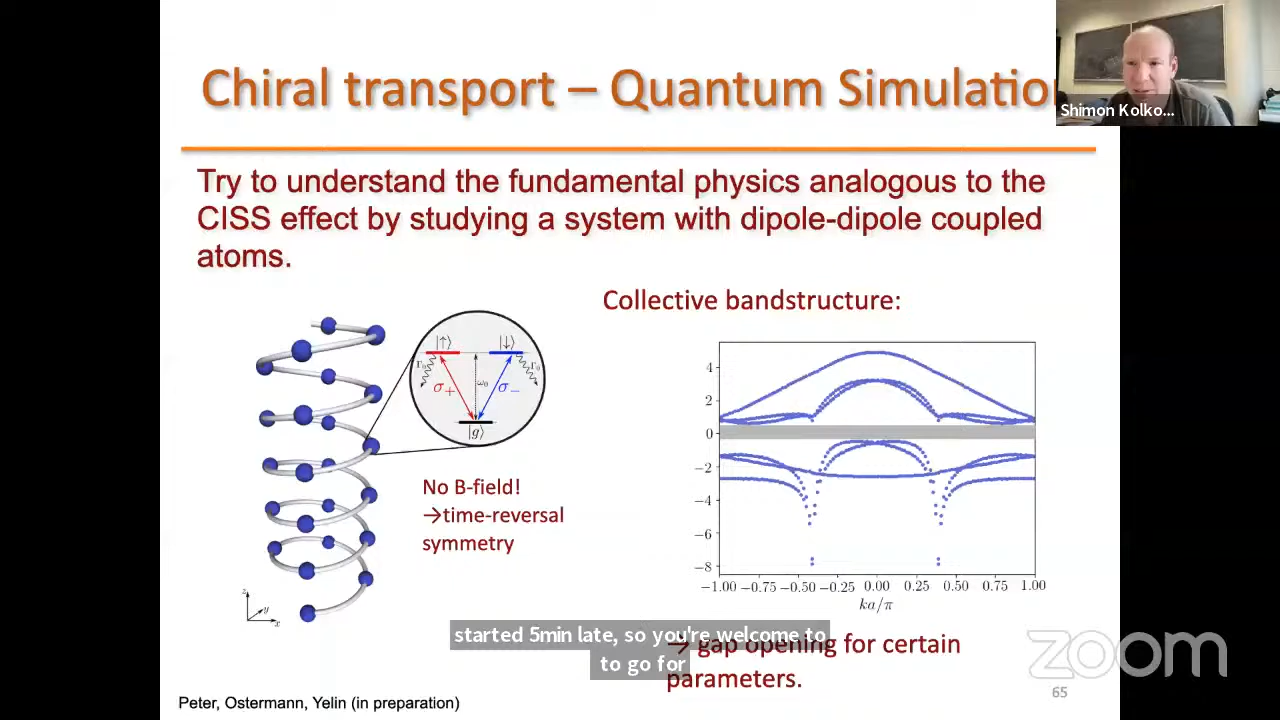 Chiral transport – Quantum Simulation
Shimon Kolko...
Try to understand the fundamental physics analogous to the
CISS effect by studying a system with dipole-dipole coupled
atoms.
Collective bandstructure:
|↑⟩ |↓⟩
Γ₀ Γ₀
σ₊ ω₀ σ₋
|g⟩
No B-field!
→time-reversal
symmetry
z
y
x
4
2
0
−2
−4
−6
−8
−1.00 −0.75 −0.50 −0.25 0.00 0.25 0.50 0.75 1.00
ka/π
→ gap opening for certain
parameters.
started 5min late, so you're welcome to
to go for
zoom
65
Peter, Ostermann, Yelin (in preparation)